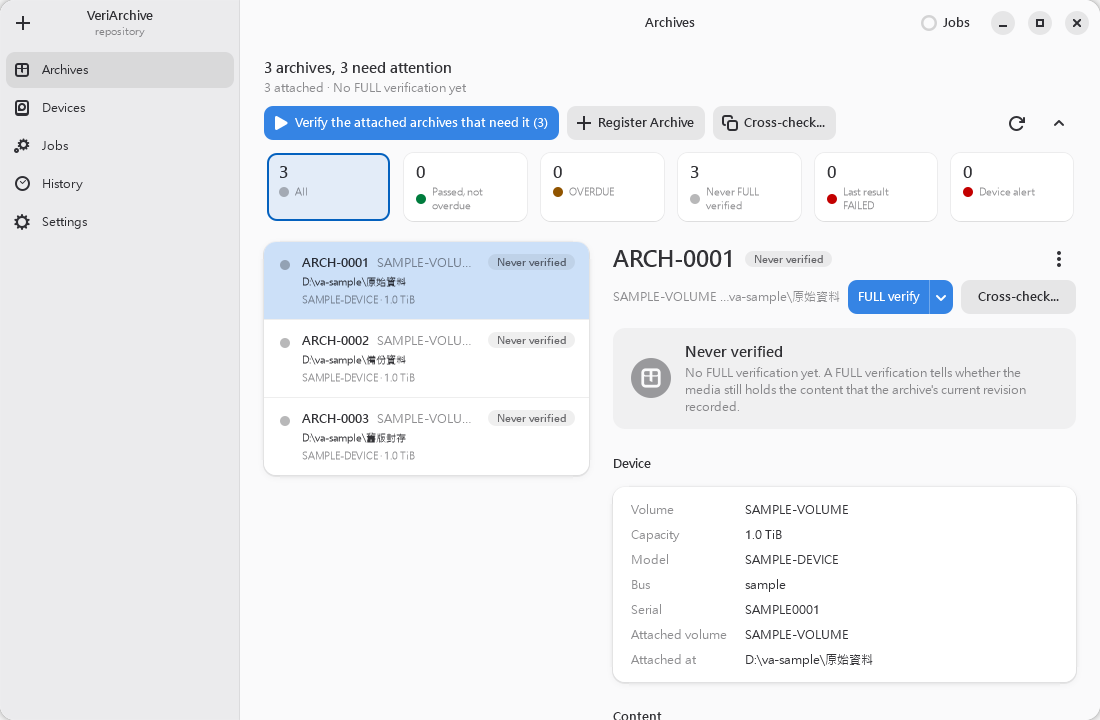 VeriArchive
repository
Archives
Devices
Jobs
History
Settings
Archives
Jobs
3 archives, 3 need attention
3 attached · No FULL verification yet
Verify the attached archives that need it (3)
Register Archive
Cross-check...
3
All
0
Passed, not
overdue
0
OVERDUE
3
Never FULL
verified
0
Last result
FAILED
0
Device alert
ARCH-0001 SAMPLE-VOLU... Never verified
D:\va-sample\原始資料
SAMPLE-DEVICE · 1.0 TiB
ARCH-0002 SAMPLE-VOLU... Never verified
D:\va-sample\備份資料
SAMPLE-DEVICE · 1.0 TiB
ARCH-0003 SAMPLE-VOLU... Never verified
D:\va-sample\舊版封存
SAMPLE-DEVICE · 1.0 TiB
ARCH-0001 Never verified
SAMPLE-VOLUME ...va-sample\原始資料
FULL verify
Cross-check...
Never verified
No FULL verification yet. A FULL verification tells whether the
media still holds the content that the archive's current revision
recorded.
Device
Volume SAMPLE-VOLUME
Capacity 1.0 TiB
Model SAMPLE-DEVICE
Bus sample
Serial SAMPLE0001
Attached volume SAMPLE-VOLUME
Attached at D:\va-sample\原始資料
Content